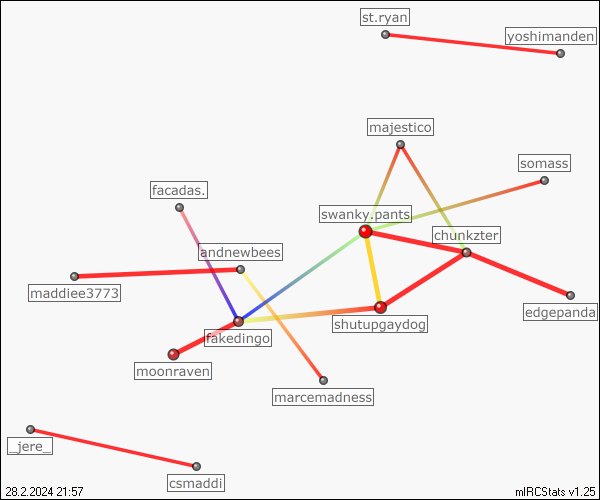 st.ryan
yoshimanden
majestico
somass
facadas.
swanky.pants
chunkzter
andnewbees
maddiee3773
edgepanda
shutupgaydog
fakedingo
moonraven
marcemadness
_jere_
csmaddi
28.2.2024 21:57
mIRCStats v1.25